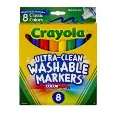 8 Classic
Colors
Crayola
ULTRA-CLEAN
WASHABLE
MARKERS
8